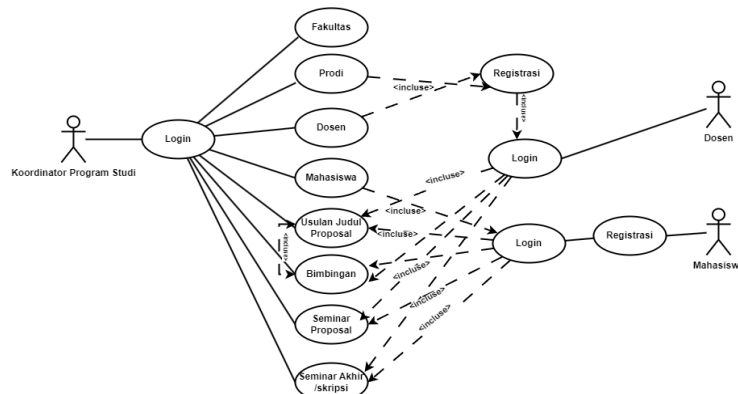 Fakultas
Prodi
Registrasi
<incluse>
<incluse>
Dosen
Login
Koordinator Program Studi
Dosen
Login
Mahasiswa
<incluse>
<incluse>
Usulan Judul
Proposal
<incluse>
<incluse>
Login
Registrasi
Mahasisw
Bimbingan
<incluse>
<incluse>
Seminar
Proposal
<incluse>
Seminar Akhir
/skripsi